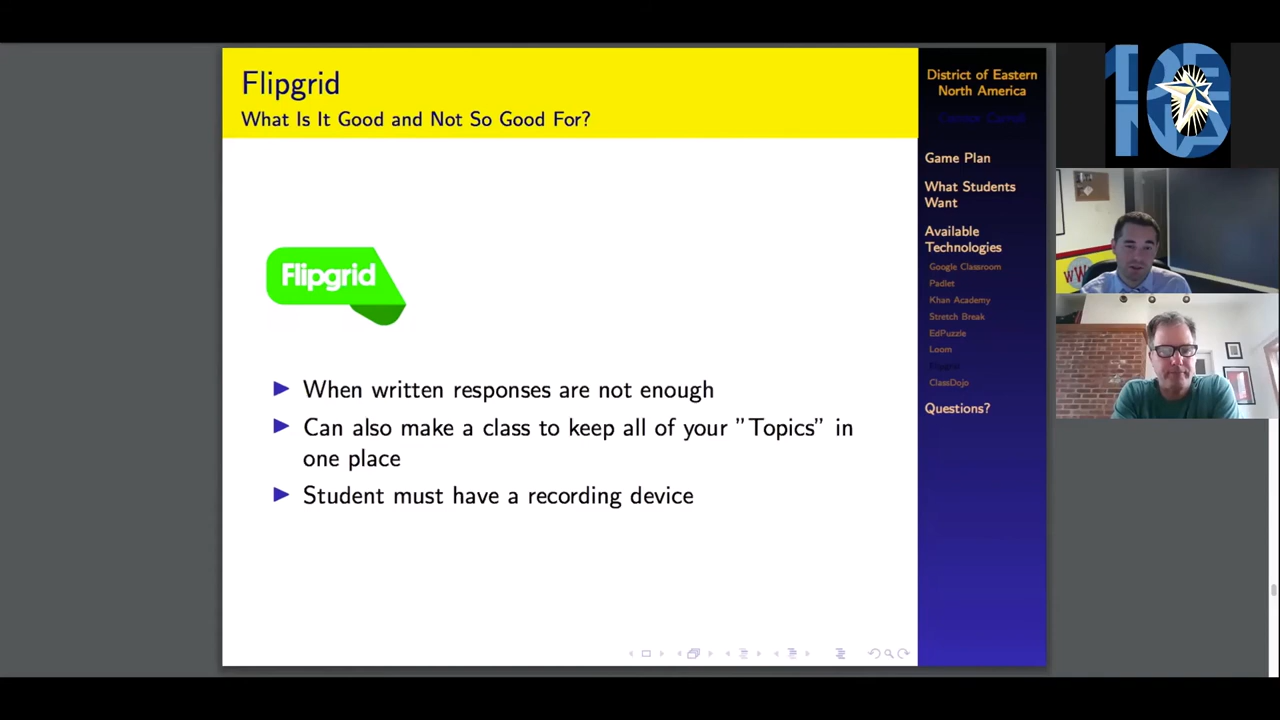 Flipgrid
What Is It Good and Not So Good For?
Flipgrid
▶ When written responses are not enough
▶ Can also make a class to keep all of your ”Topics” in
one place
▶ Student must have a recording device
District of Eastern
North America
Game Plan
What Students
Want
Available
Technologies
Google Classroom
Padlet
Khan Academy
Stretch Break
EdPuzzle
Loom
Flipgrid
ClassDojo
Questions?
10
DENA